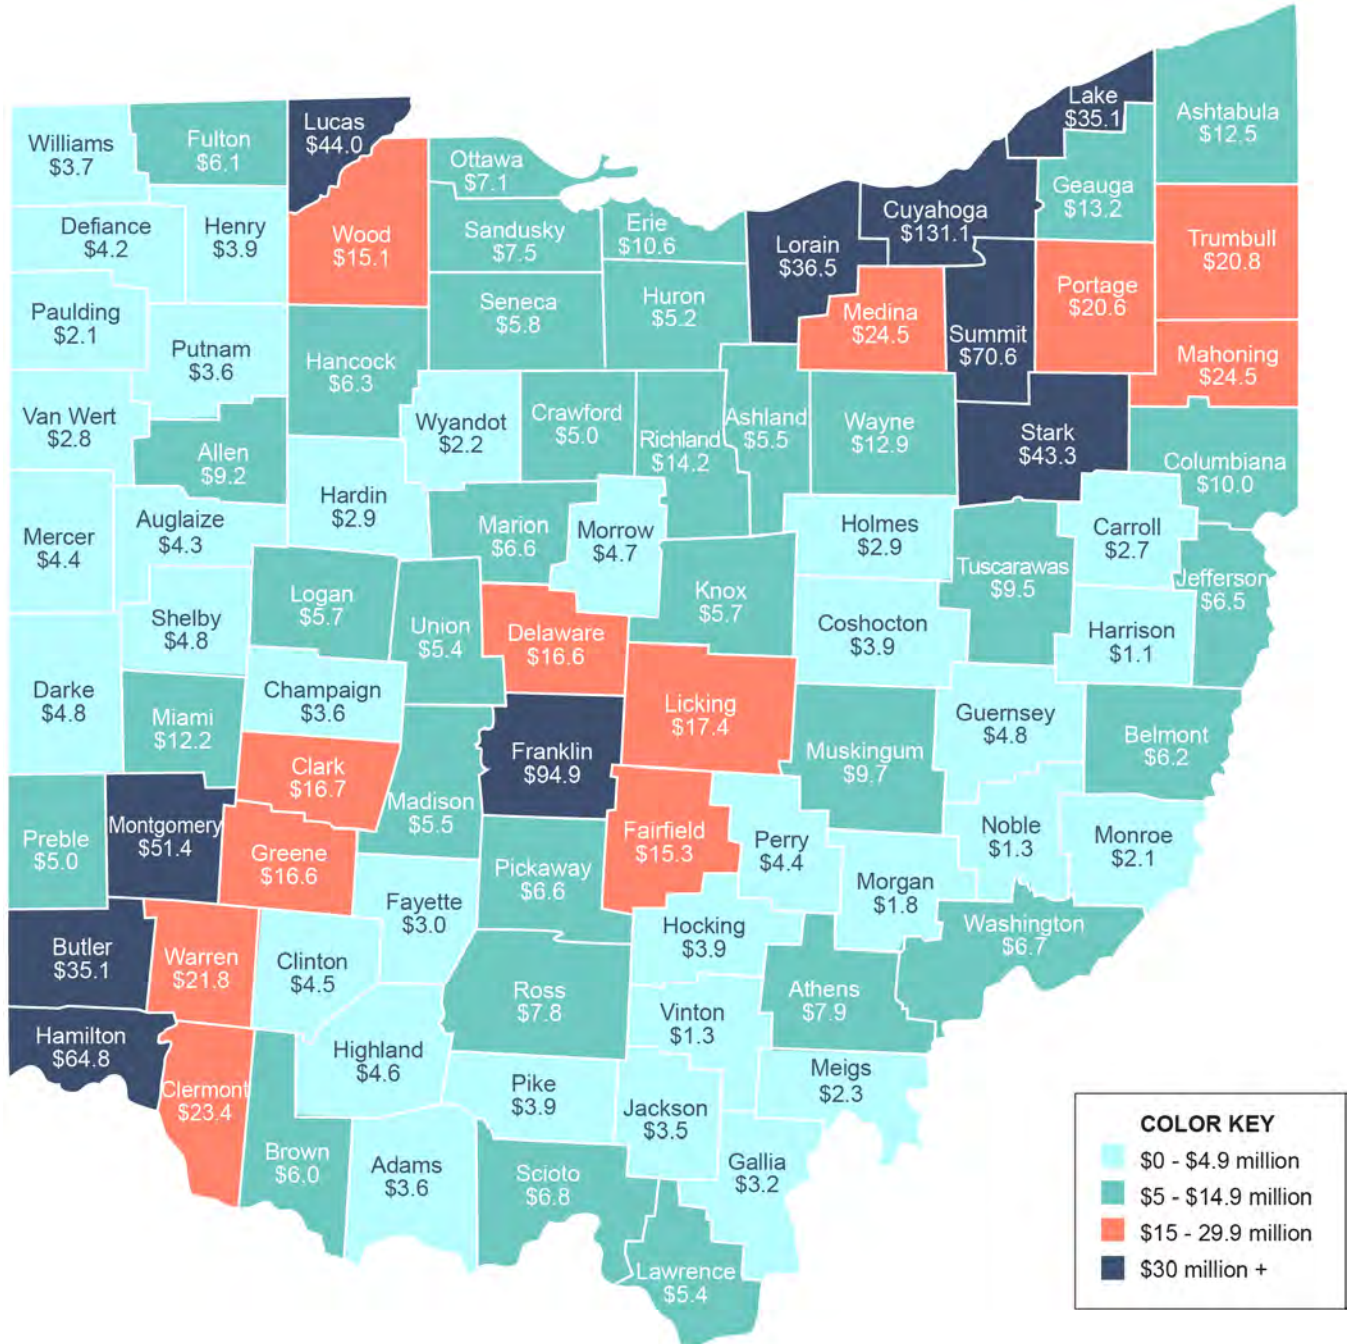 Lake
$35.1
Ashtabula
$12.5
Williams
$3.7
Fulton
$6.1
Lucas
$44.0
Ottawa
$7.1
Geauga
$13.2
Defiance
$4.2
Henry
$3.9
Wood
$15.1
Sandusky
$7.5
Erie
$10.6
Lorain
$36.5
Cuyahoga
$131.1
Trumbull
$20.8
Paulding
$2.1
Putnam
$3.6
Hancock
$6.3
Seneca
$5.8
Huron
$5.2
Medina
$24.5
Summit
$70.6
Portage
$20.6
Mahoning
$24.5
Van Wert
$2.8
Allen
$9.2
Wyandot
$2.2
Crawford
$5.0
Richland
$14.2
Ashland
$5.5
Wayne
$12.9
Stark
$43.3
Columbiana
$10.0
Mercer
$4.4
Auglaize
$4.3
Hardin
$2.9
Marion
$6.6
Morrow
$4.7
Holmes
$2.9
Carroll
$2.7
Tuscarawas
$9.5
Jefferson
$6.5
Shelby
$4.8
Logan
$5.7
Union
$5.4
Delaware
$16.6
Knox
$5.7
Coshocton
$3.9
Harrison
$1.1
Darke
$4.8
Miami
$12.2
Champaign
$3.6
Licking
$17.4
Guernsey
$4.8
Belmont
$6.2
Clark
$16.7
Franklin
$94.9
Muskingum
$9.7
Preble
$5.0
Montgomery
$51.4
Greene
$16.6
Madison
$5.5
Pickaway
$6.6
Fairfield
$15.3
Perry
$4.4
Noble
$1.3
Monroe
$2.1
Morgan
$1.8
Fayette
$3.0
Hocking
$3.9
Washington
$6.7
Butler
$35.1
Warren
$21.8
Clinton
$4.5
Ross
$7.8
Vinton
$1.3
Athens
$7.9
Hamilton
$64.8
Clermont
$23.4
Highland
$4.6
Pike
$3.9
Jackson
$3.5
Meigs
$2.3
Brown
$6.0
Adams
$3.6
Scioto
$6.8
Gallia
$3.2
Lawrence
$5.4
COLOR KEY
$0 - $4.9 million
$5 - $14.9 million
$15 - 29.9 million
$30 million +